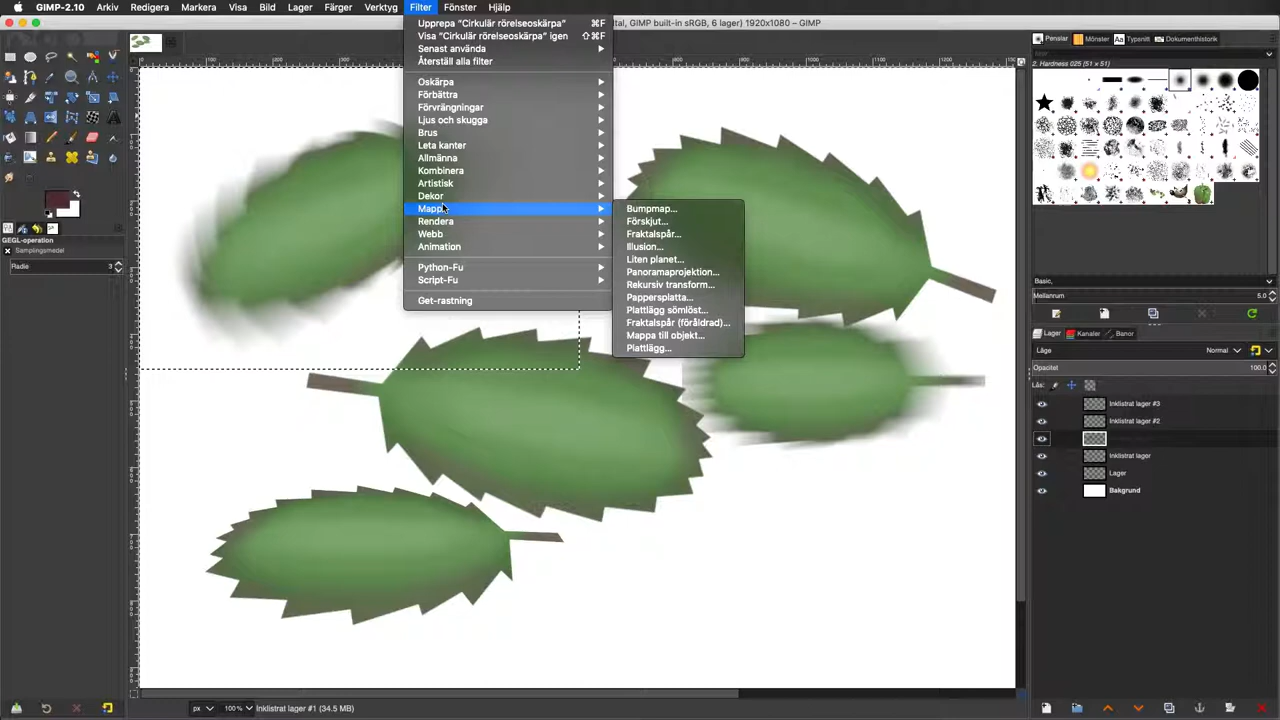 GIMP-2.10 Arkiv Redigera Markera Visa Bild Lager Färger Verktyg Filter Fönster Hjälp
tal, GIMP built-in sRGB, 6 lager) 1920x1080 – GIMP
Upprepa ”Cirkulär rörelseoskärpa” ⌘F
Visa ”Cirkulär rörelseoskärpa” igen ⇧⌘F
Senast använda
Återställ alla filter
Oskärpa
Förbättra
Förvrängningar
Ljus och skugga
Brus
Leta kanter
Allmänna
Kombinera
Artistisk
Dekor
Mappa
Rendera
Webb
Animation
Python-Fu
Script-Fu
Get-rastning
Bumpmap...
Förskjut...
Fraktalspår...
Illusion...
Liten planet...
Panoramaprojektion...
Rekursiv transform...
Pappersplatta...
Plattlägg sömlöst...
Fraktalspår (föråldrad)...
Mappa till objekt...
Plattlägg...
GEGL-operation
Samplingsmedel
Radie 3
Penslar Mönster Aa Typsnitt Dokumenthistorik
2. Hardness 025 (51 x 51)
Basic,
Mellanrum 5.0
Lager Kanaler Banor
Läge Normal
Opacitet 100.0
Lås:
Inklistrat lager #3
Inklistrat lager #2
Inklistrat lager
Lager
Bakgrund
px 100% Inklistrat lager #1 (34.5 MB)